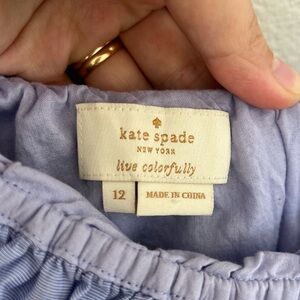 kate spade
NEW YORK
live colorfully
12
MADE IN CHINA